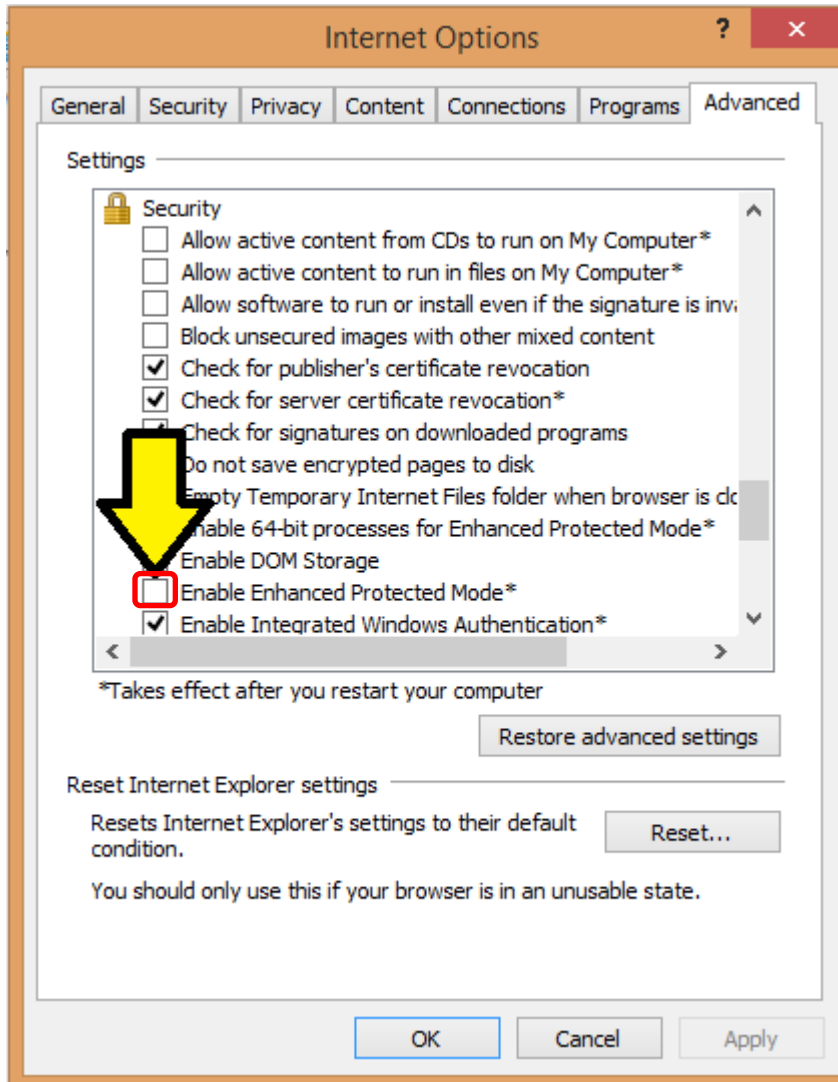 Internet Options
?
General Security Privacy Content Connections Programs Advanced
Settings
Security
Allow active content from CDs to run on My Computer*
Allow active content to run in files on My Computer*
Allow software to run or install even if the signature is inva
Block unsecured images with other mixed content
Check for publisher's certificate revocation
Check for server certificate revocation*
Check for signatures on downloaded programs
Do not save encrypted pages to disk
Empty Temporary Internet Files folder when browser is clo
Enable 64-bit processes for Enhanced Protected Mode*
Enable DOM Storage
Enable Enhanced Protected Mode*
Enable Integrated Windows Authentication*
*Takes effect after you restart your computer
Restore advanced settings
Reset Internet Explorer settings
Resets Internet Explorer's settings to their default
condition.
Reset...
You should only use this if your browser is in an unusable state.
OK Cancel Apply